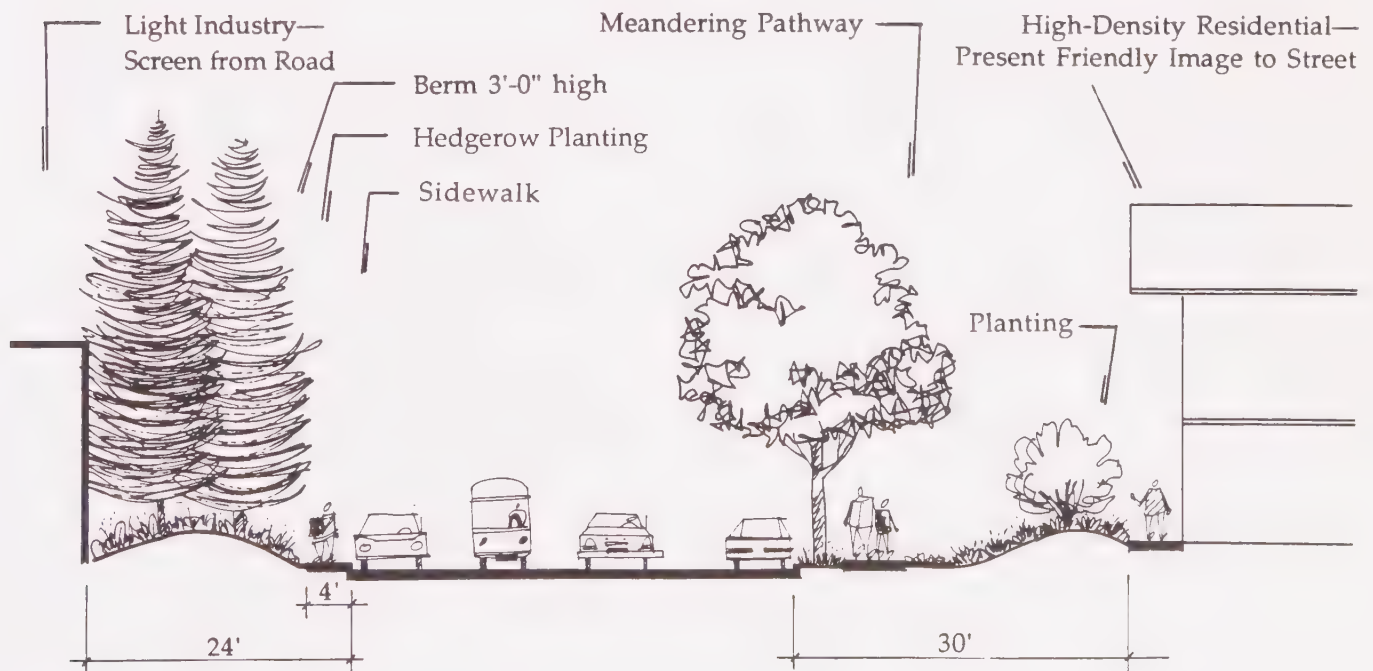 Light Industry—
Screen from Road
Berm 3'-0" high
Hedgerow Planting
Sidewalk
Meandering Pathway
High-Density Residential—
Present Friendly Image to Street
Planting
4'
24'
30'